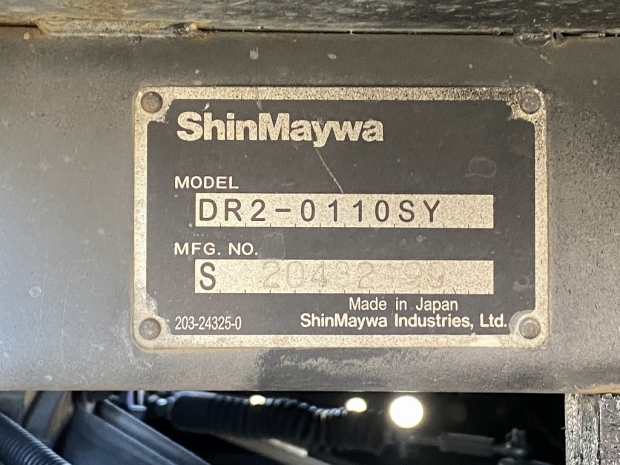 ShinMaywa
MODEL
DR2-0110SY
MFG. NO.
S
Made in Japan
203-24325-0
ShinMaywa Industries, Ltd.